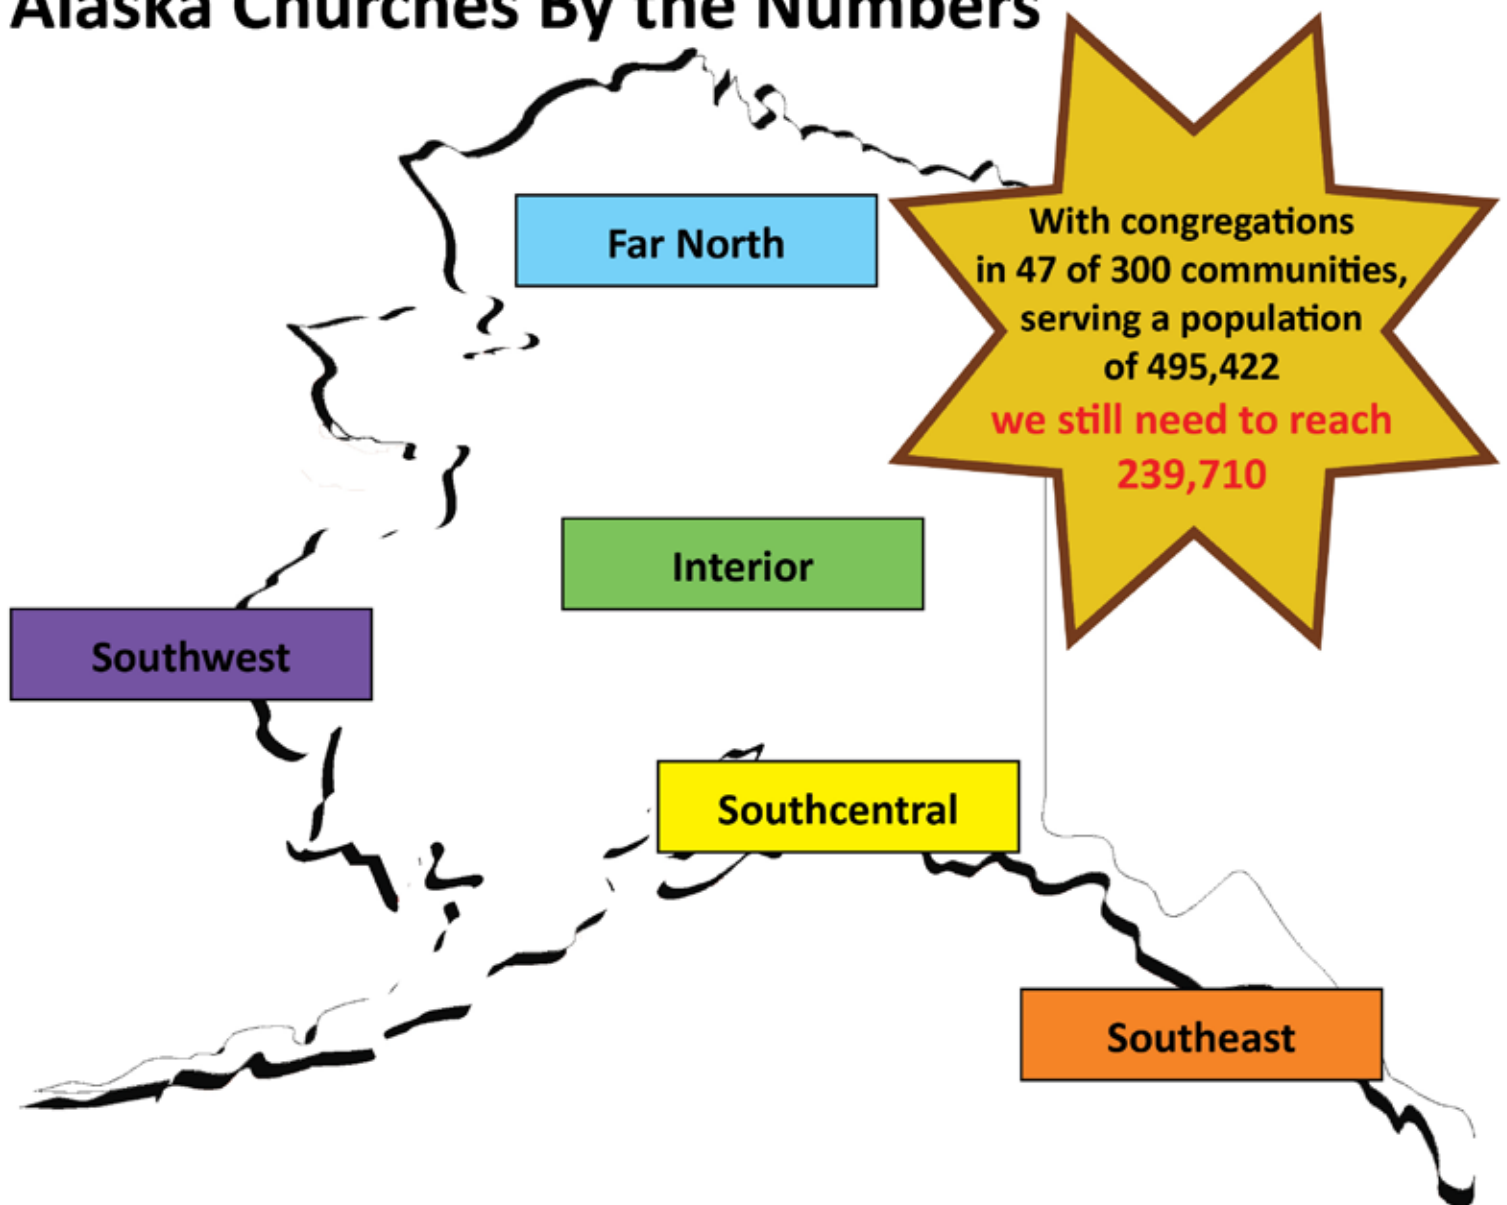 Alaska Churches By the Numbers
With congregations
in 47 of 300 communities,
serving a population
of 495,422
we still need to reach
239,710
Far North
Interior
Southwest
Southcentral
Southeast